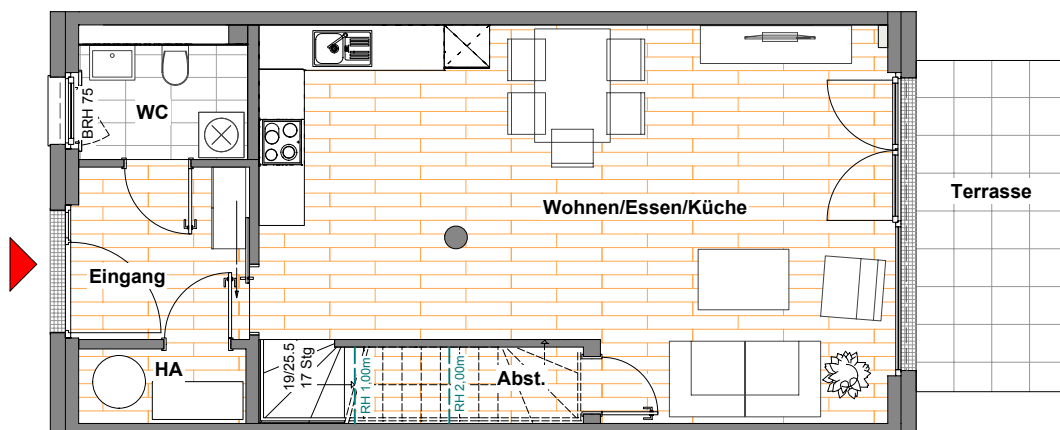 BRH 75
WC
Wohnen/Essen/Küche
Terrasse
Eingang
HA
19/25.5
17 Stg
RH 1,00m
RH 2,00m
Abst.